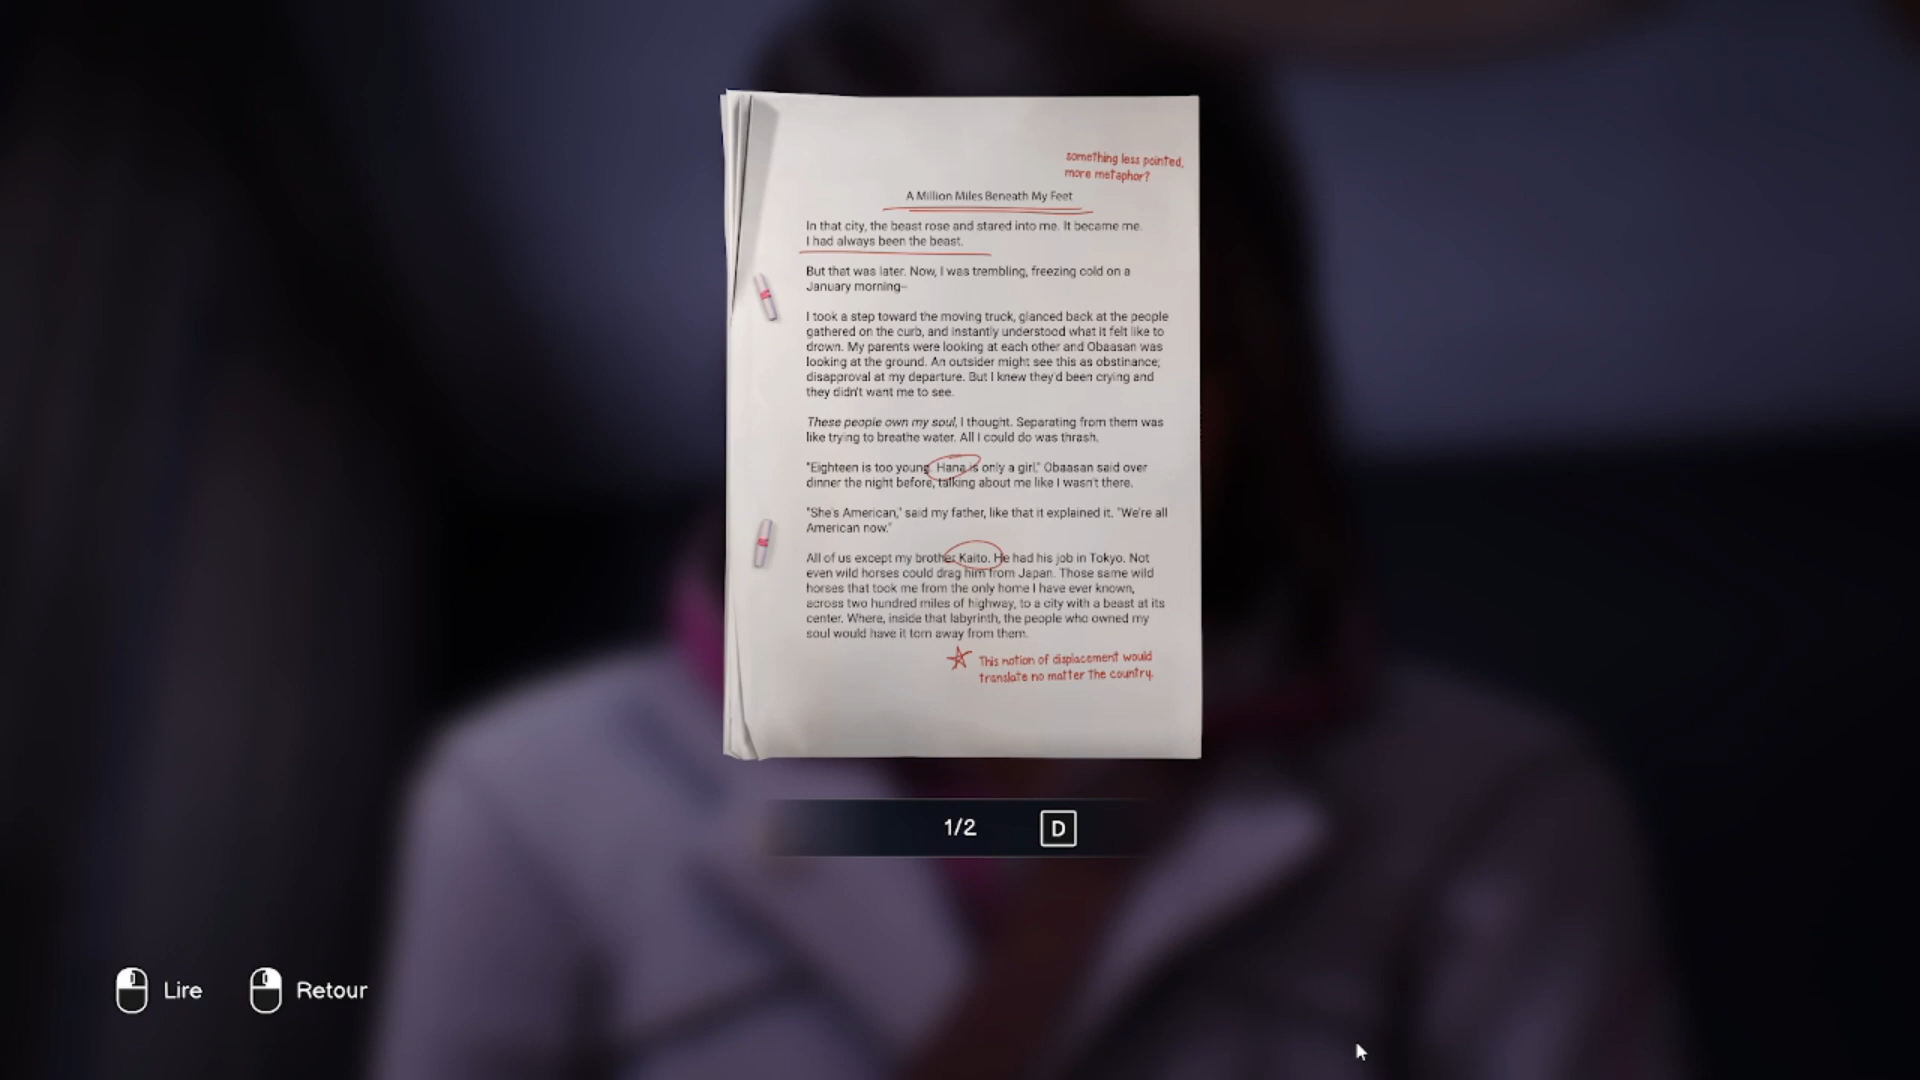 something less pointed,
more metaphor?
A Million Miles Beneath My Feet
In that city, the beast rose and stared into me. It became me.
I had always been the beast.
But that was later. Now, I was trembling, freezing cold on a
January morning–
I took a step toward the moving truck, glanced back at the people
gathered on the curb, and instantly understood what it felt like to
drown. My parents were looking at each other and Obaasan was
looking at the ground. An outsider might see this as obstinance;
disapproval at my departure. But I knew they'd been crying and
they didn't want me to see.
These people own my soul, I thought. Separating from them was
like trying to breathe water. All I could do was thrash.
"Eighteen is too young. Hana is only a girl," Obaasan said over
dinner the night before, talking about me like I wasn't there.
"She's American," said my father, like that it explained it. "We're all
American now."
All of us except my brother Kaito. He had his job in Tokyo. Not
even wild horses could drag him from Japan. Those same wild
horses that took me from the only home I have ever known,
across two hundred miles of highway, to a city with a beast at its
center. Where, inside that labyrinth, the people who owned my
soul would have it torn away from them.
This notion of displacement would
translate no matter the country.
1/2
D
Lire
Retour